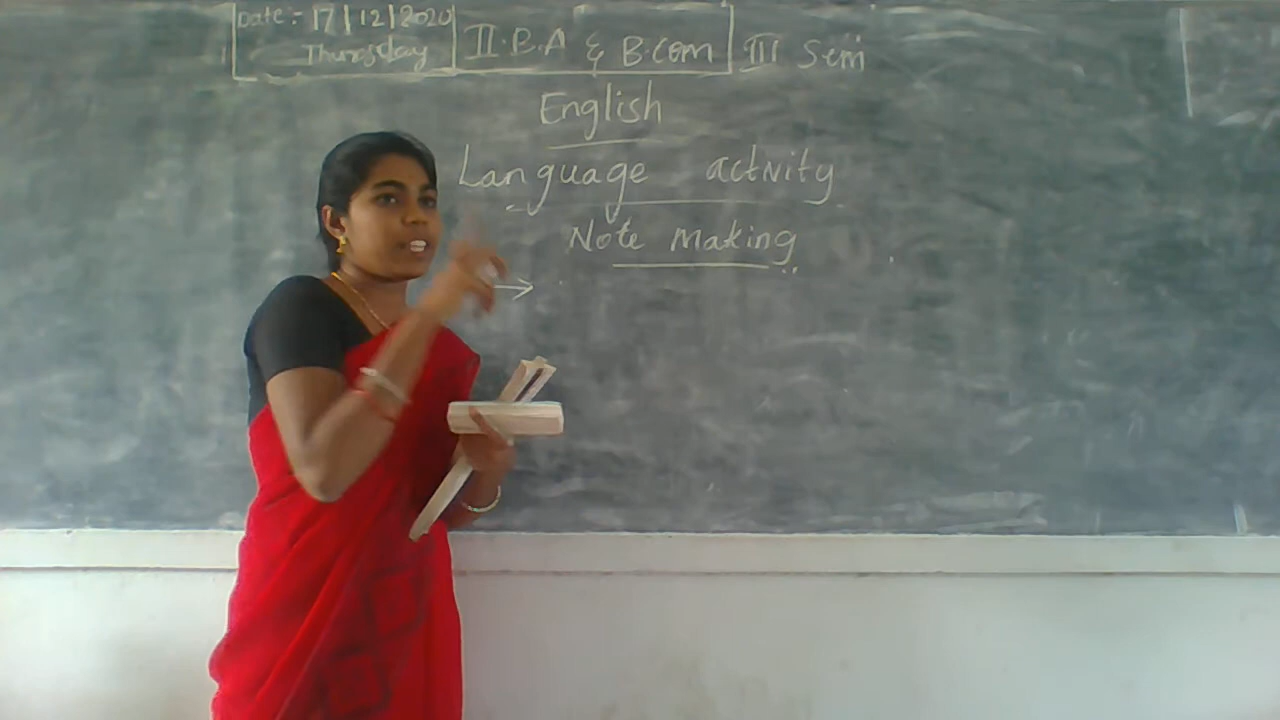 Date :- 17/12/2020
Thursday
II. B.A & B.com III Sem
English
Language activity
Note making
→